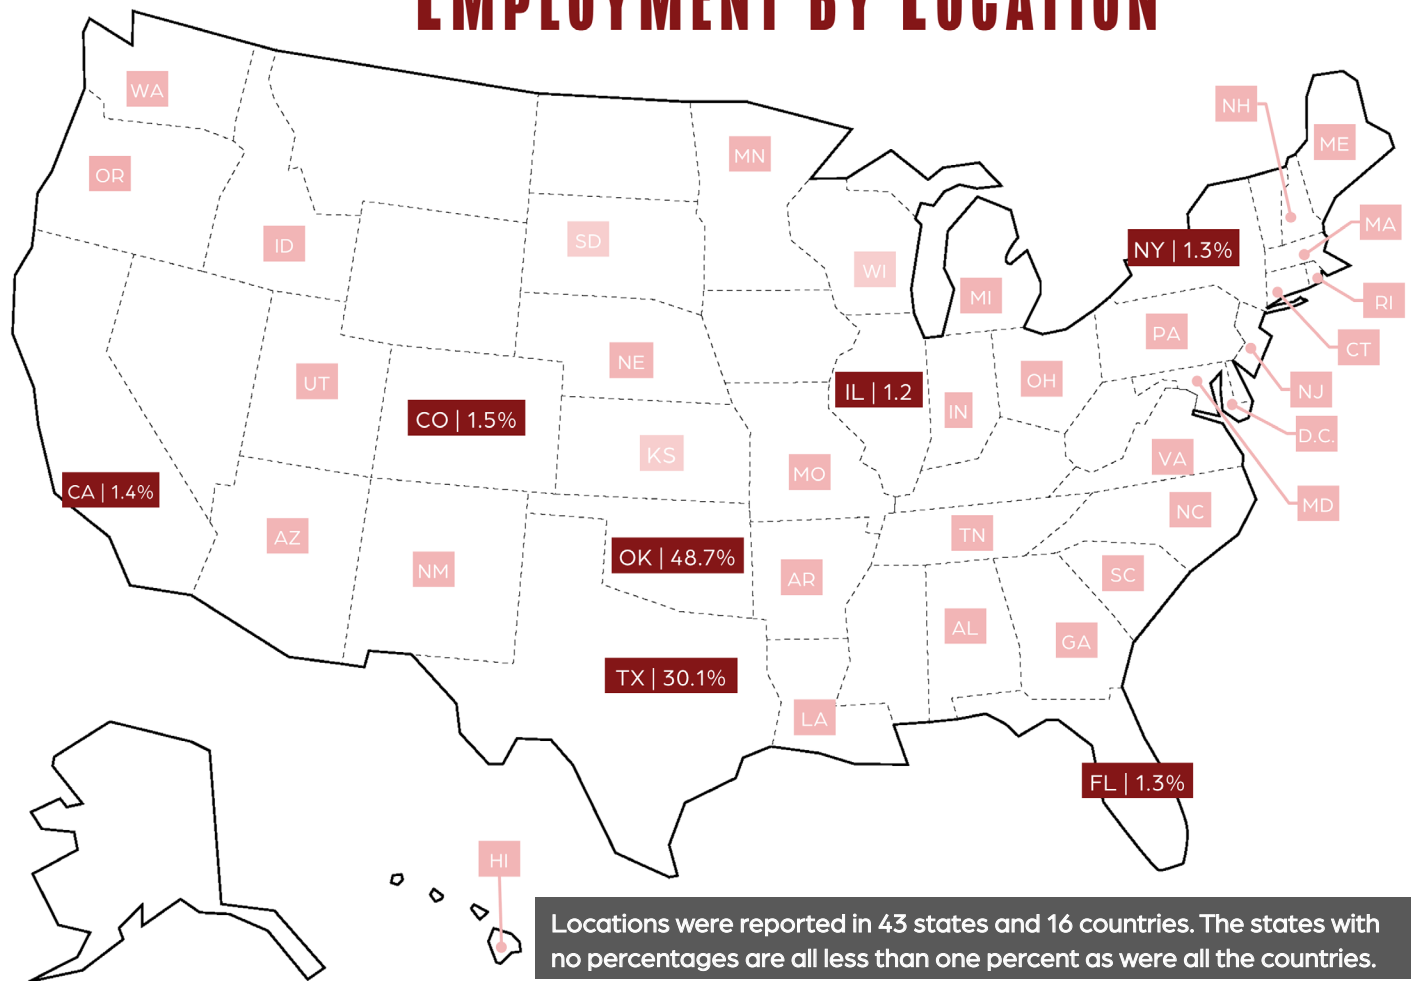 EMPLOYMENT BY LOCATION
WA
OR
ID
MN
SD
WI
MI
NH
ME
MA
NY | 1.3%
RI
CT
PA
NJ
D.C.
MD
UT
CO | 1.5%
NE
KS
IL | 1.2
IN
OH
MO
VA
NC
CA | 1.4%
AZ
NM
OK | 48.7%
AR
TN
SC
AL
GA
TX | 30.1%
LA
FL | 1.3%
HI
Locations were reported in 43 states and 16 countries. The states with
no percentages are all less than one percent as were all the countries.